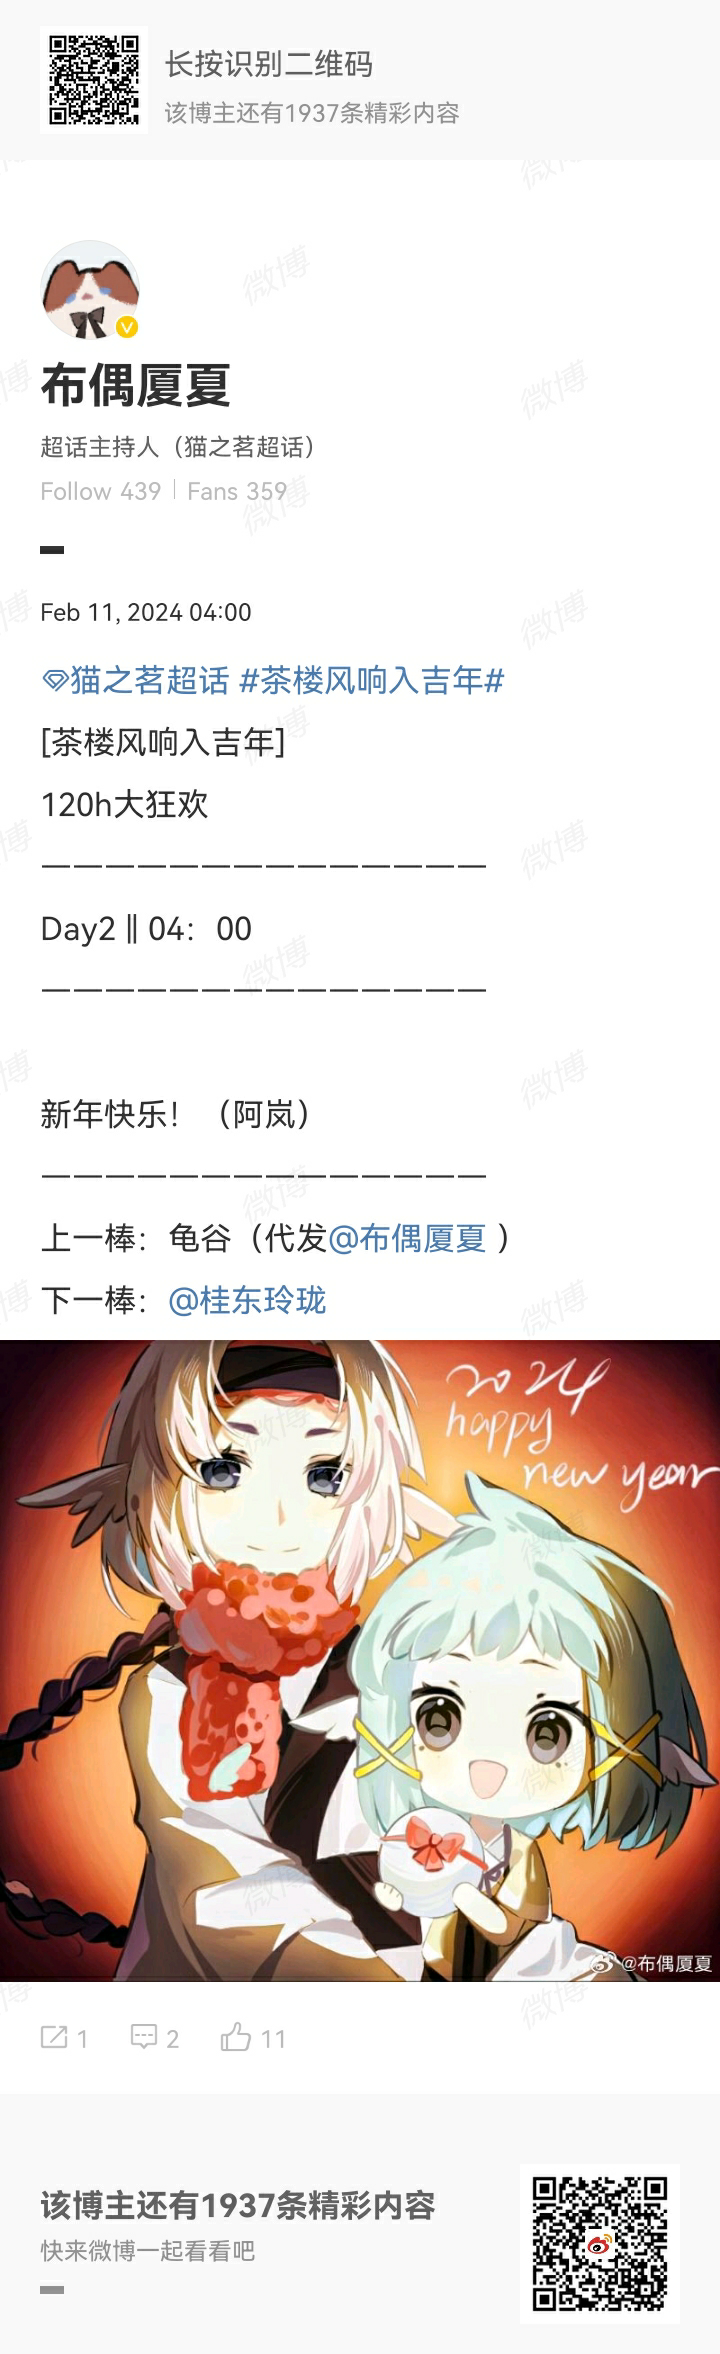 长按识别二维码
该博主还有1937条精彩内容
布偶厦夏
超话主持人（猫之茗超话）
Follow 439 | Fans 359
Feb 11, 2024 04:00
猫之茗超话 #茶楼风响入吉年#
[茶楼风响入吉年]
120h大狂欢
——————————————
Day2 || 04：00
——————————————
新年快乐！（阿岚）
——————————————
上一棒：龟谷（代发@布偶厦夏 ）
下一棒：@桂东玲珑
2024
happy
new year
@布偶厦夏
1 2 11
该博主还有1937条精彩内容
快来微博一起看看吧
微博